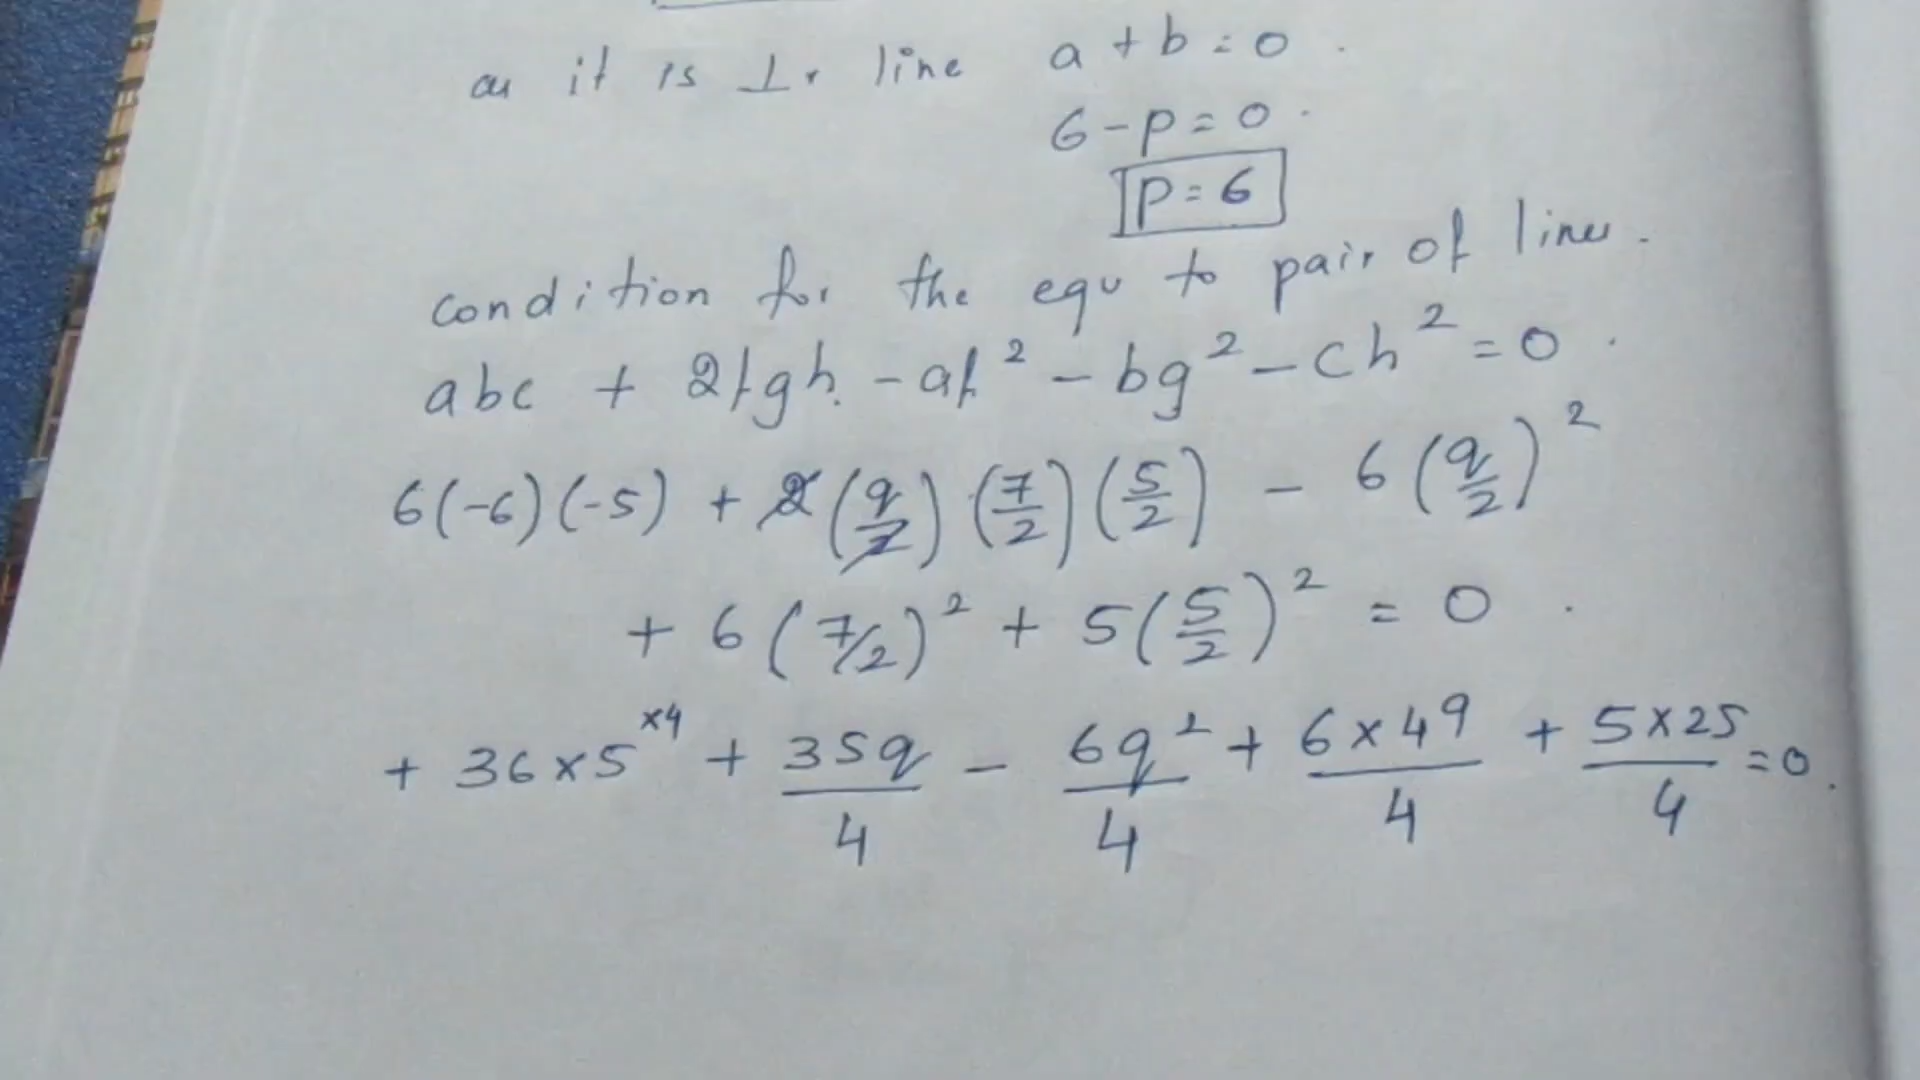 as it is ⊥r line a + b = 0 .
6 - p = 0 .
p = 6
condition for the equ to pair of lines .
abc + 2fgh - af² - bg² - ch² = 0 .
6(-6)(-5) + 2(q/2)(7/2)(5/2) - 6(q/2)²
+ 6(7/2)² + 5(5/2)² = 0 .
+ 36×5 ×4 + 35q/4 - 6q²/4 + 6×49/4 + 5×25/4 = 0 .